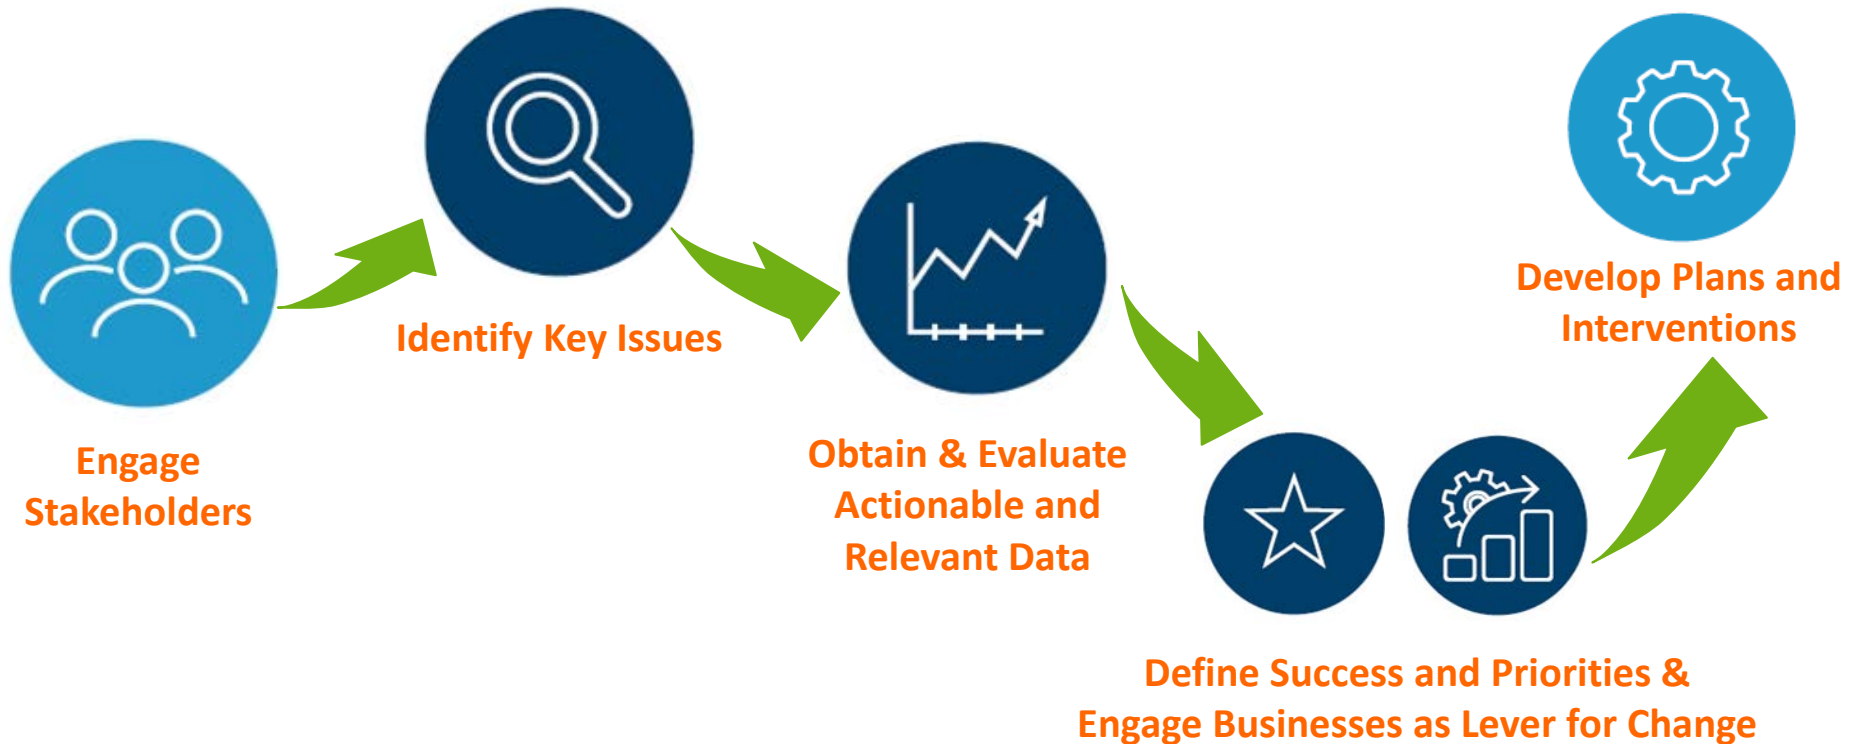 Engage
Stakeholders
Identify Key Issues
Obtain & Evaluate
Actionable and
Relevant Data
Define Success and Priorities &
Engage Businesses as Lever for Change
Develop Plans and
Interventions